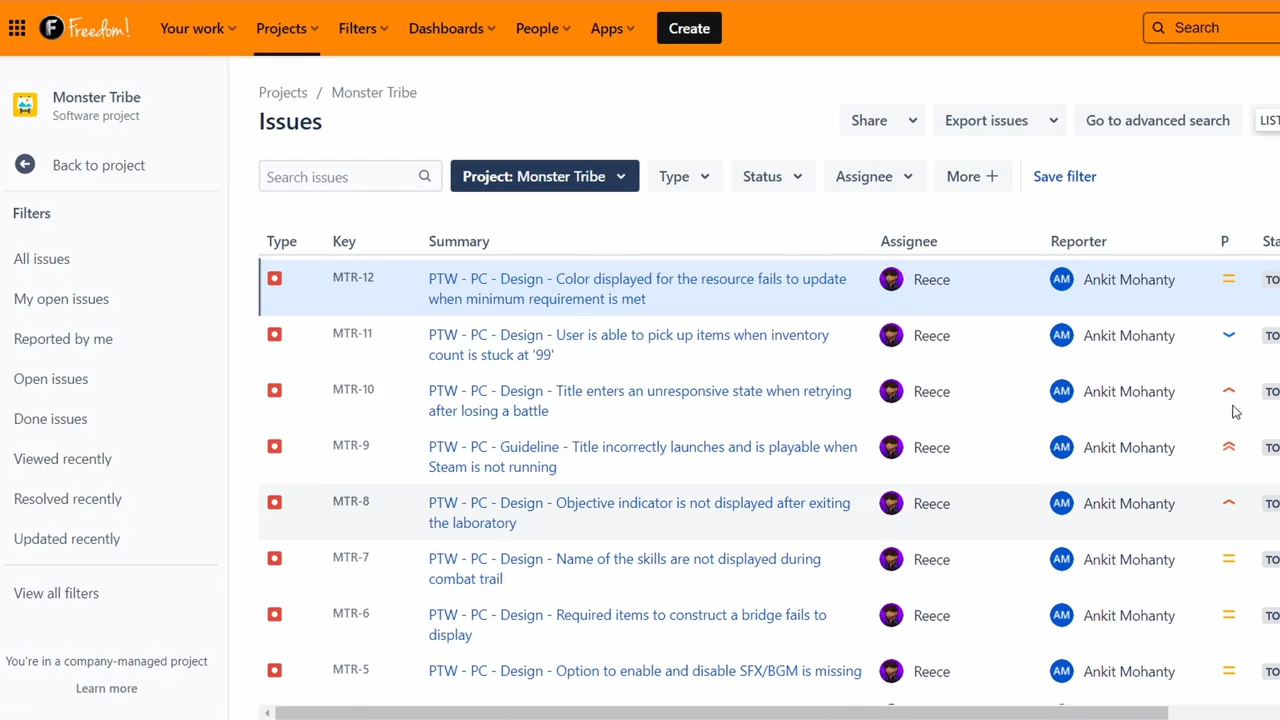 F Freedom! Your work Projects Filters Dashboards People Apps Create Search
Monster Tribe
Software project
Back to project
Filters
All issues
My open issues
Reported by me
Open issues
Done issues
Viewed recently
Resolved recently
Updated recently
View all filters
You're in a company-managed project
Learn more
Projects / Monster Tribe
Issues
Share Export issues Go to advanced search LIST
Search issues Project: Monster Tribe Type Status Assignee More + Save filter
Type Key Summary Assignee Reporter P Sta
MTR-12 PTW - PC - Design - Color displayed for the resource fails to update Reece AM Ankit Mohanty TO
when minimum requirement is met
MTR-11 PTW - PC - Design - User is able to pick up items when inventory Reece AM Ankit Mohanty TO
count is stuck at '99'
MTR-10 PTW - PC - Design - Title enters an unresponsive state when retrying Reece AM Ankit Mohanty TO
after losing a battle
MTR-9 PTW - PC - Guideline - Title incorrectly launches and is playable when Reece AM Ankit Mohanty TO
Steam is not running
MTR-8 PTW - PC - Design - Objective indicator is not displayed after exiting Reece AM Ankit Mohanty TO
the laboratory
MTR-7 PTW - PC - Design - Name of the skills are not displayed during Reece AM Ankit Mohanty TO
combat trail
MTR-6 PTW - PC - Design - Required items to construct a bridge fails to Reece AM Ankit Mohanty TO
display
MTR-5 PTW - PC - Design - Option to enable and disable SFX/BGM is missing Reece AM Ankit Mohanty TO